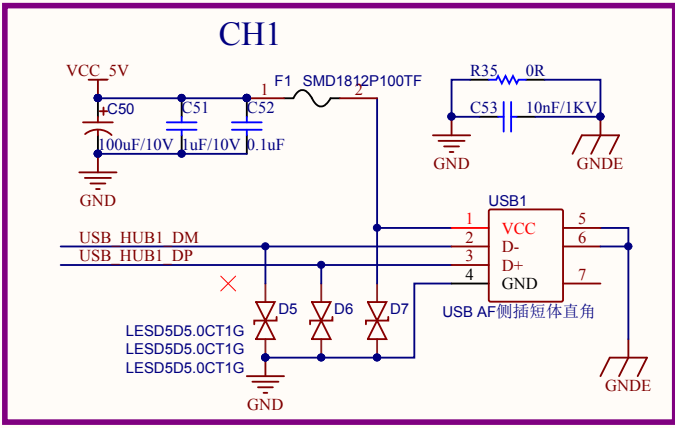 CH1
VCC_5V
F1 SMD1812P100TF
1 2
C50
C51
C52
100uF/10V
1uF/10V
0.1uF
GND
R35 0R
C53 10nF/1KV
GND
GNDE
USB_HUB1_DM
USB_HUB1_DP
USB1
1 VCC 5
2 D- 6
3 D+
4 GND 7
USB AF侧插短体直角
D5
D6
D7
LESD5D5.0CT1G
LESD5D5.0CT1G
LESD5D5.0CT1G
GND
GNDE